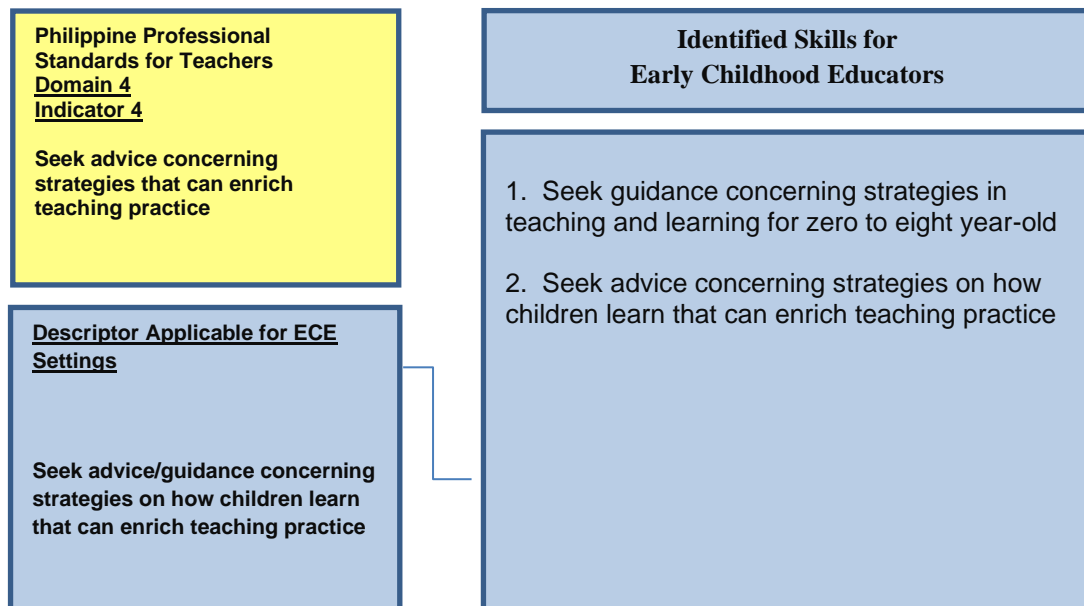 Philippine Professional
Standards for Teachers
Domain 4
Indicator 4
Seek advice concerning
strategies that can enrich
teaching practice
Descriptor Applicable for ECE
Settings
Seek advice/guidance concerning
strategies on how children learn
that can enrich teaching practice
Identified Skills for
Early Childhood Educators
1. Seek guidance concerning strategies in
teaching and learning for zero to eight year-old
2. Seek advice concerning strategies on how
children learn that can enrich teaching practice